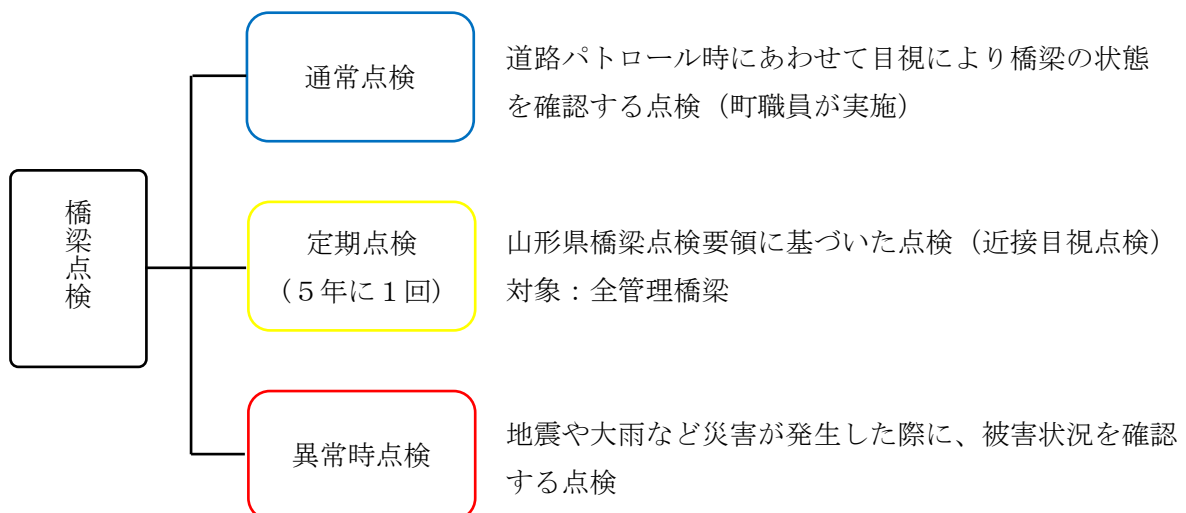 橋梁点検
通常点検
道路パトロール時にあわせて目視により橋梁の状態
を確認する点検（町職員が実施）
定期点検
（５年に１回）
山形県橋梁点検要領に基づいた点検（近接目視点検）
対象：全管理橋梁
異常時点検
地震や大雨など災害が発生した際に、被害状況を確認
する点検